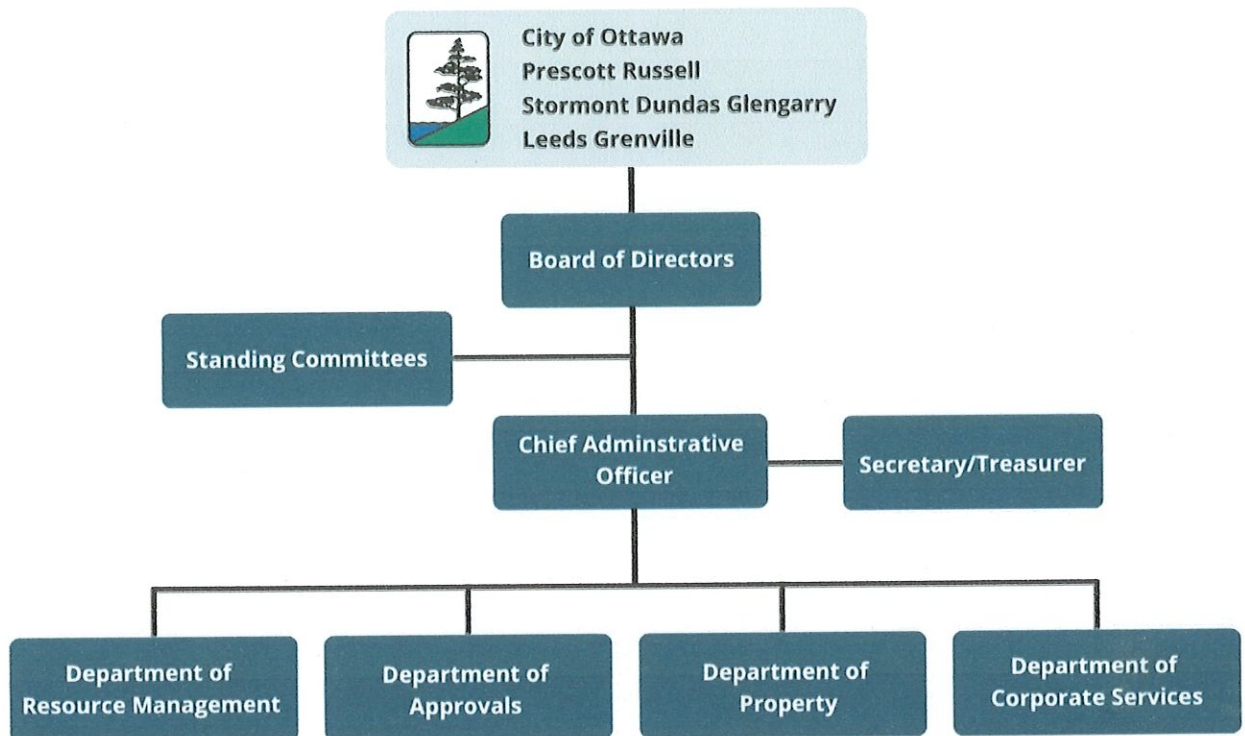 City of Ottawa
Prescott Russell
Stormont Dundas Glengarry
Leeds Grenville
Board of Directors
Standing Committees
Chief Adminstrative
Officer
Secretary/Treasurer
Department of
Resource Management
Department of
Approvals
Department of
Property
Department of
Corporate Services